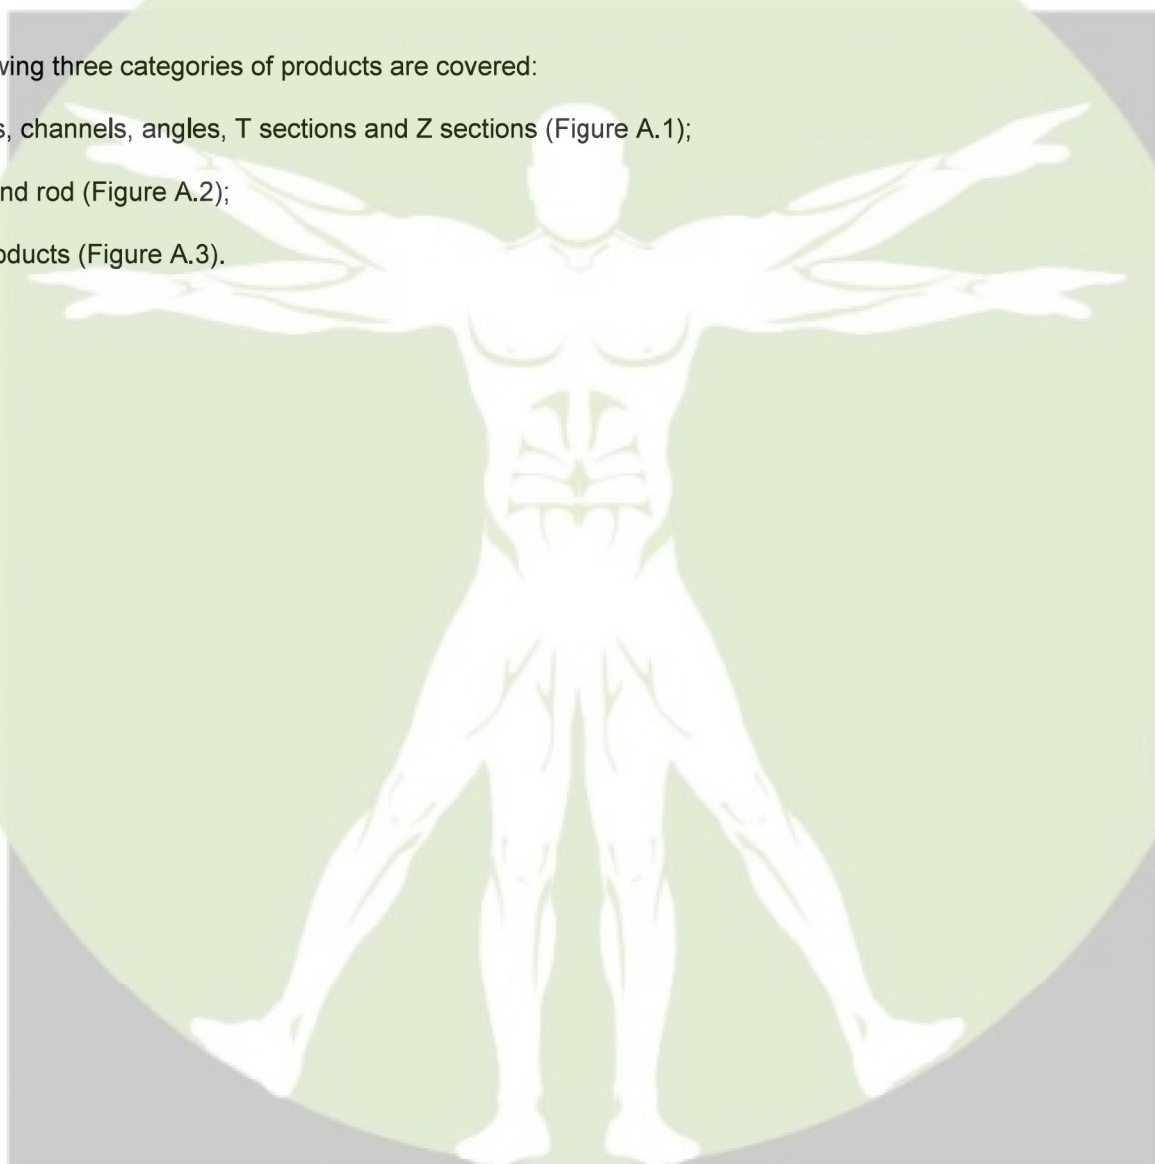 wing three categories of products are covered:
s, channels, angles, T sections and Z sections (Figure A.1);
nd rod (Figure A.2);
oducts (Figure A.3).